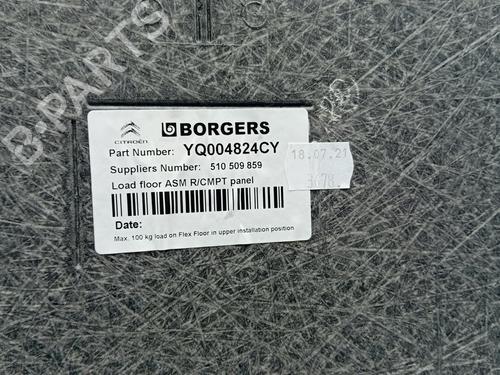 B-PARTS
CITROËN
BORGERS
Part Number: YQ004824CY
Suppliers Number: 510 509 859
Load floor ASM R/CMPT panel
Date:
Max. 100 kg load on Flex Floor in upper installation position
18.07.21